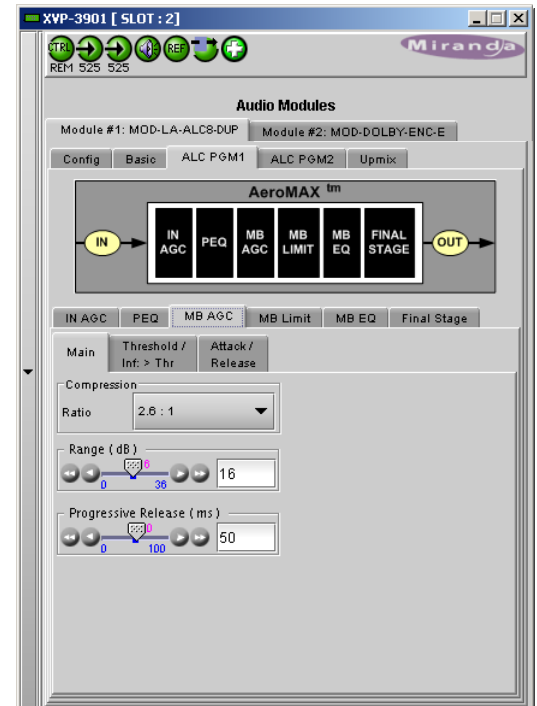 XVP-3901 [ SLOT : 2 ]
CTRL REF
REM 525 525
Miranda
Audio Modules
Module #1: MOD-LA-ALC8-DUP Module #2: MOD-DOLBY-ENC-E
Config Basic ALC PGM1 ALC PGM2 Upmix
AeroMAX tm
IN
IN AGC
PEQ
MB AGC
MB LIMIT
MB EQ
FINAL STAGE
OUT
IN AGC PEQ MB AGC MB Limit MB EQ Final Stage
Main
Threshold / Inf: > Thr
Attack / Release
Compression
Ratio 2.6 : 1
Range ( dB )
6
0 36
16
Progressive Release ( ms )
0
0 100
50